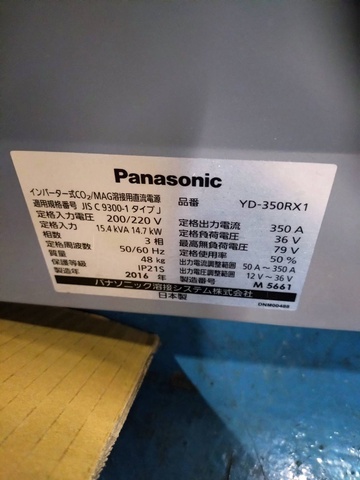 Panasonic
インバーター式CO₂/MAG溶接用直流電源
品番 YD-350RX1
適用規格番号 JIS C 9300-1 タイプJ
定格入力電圧 200/220 V
定格出力電流 350 A
定格入力 15.4 kVA 14.7 kW
定格負荷電圧 36 V
相数 3 相
最高無負荷電圧 79 V
定格周波数 50/60 Hz
定格使用率 50 %
質量 48 kg
出力電流調整範囲 50 A～350 A
保護等級 IP21S
出力電圧調整範囲 12 V～36 V
製造年 2016 年
製造番号 M 5661
パナソニック溶接システム株式会社
日本製
DNM00498